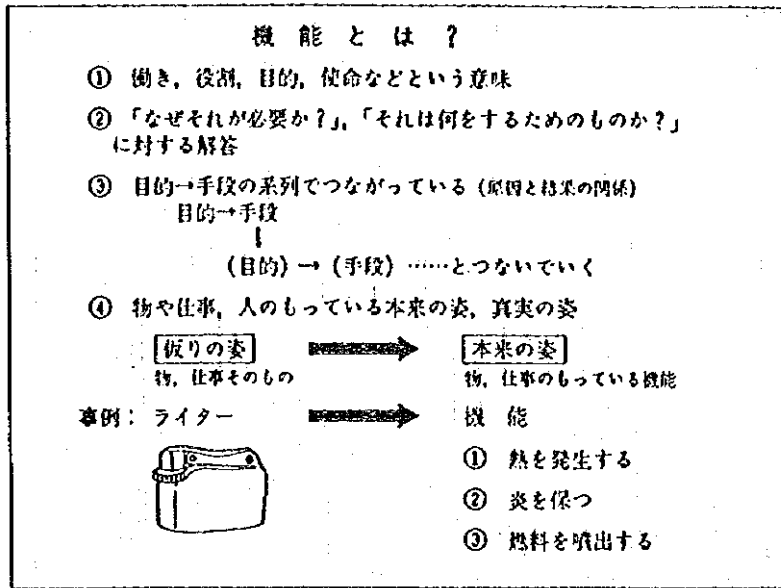 機能とは？
① 働き，役割，目的，使命などという意味
② 「なぜそれが必要か？」，「それは何をするためのものか？」
に対する解答
③ 目的→手段の系列でつながっている（原因と結果の関係）
目的→手段
（目的）→（手段）……とつないでいく
④ 物や仕事，人のもっている本来の姿，真実の姿
仮りの姿 本来の姿
物，仕事そのもの 物，仕事のもっている機能
事例：ライター 機能
① 熱を発生する
② 炎を保つ
③ 燃料を噴出する